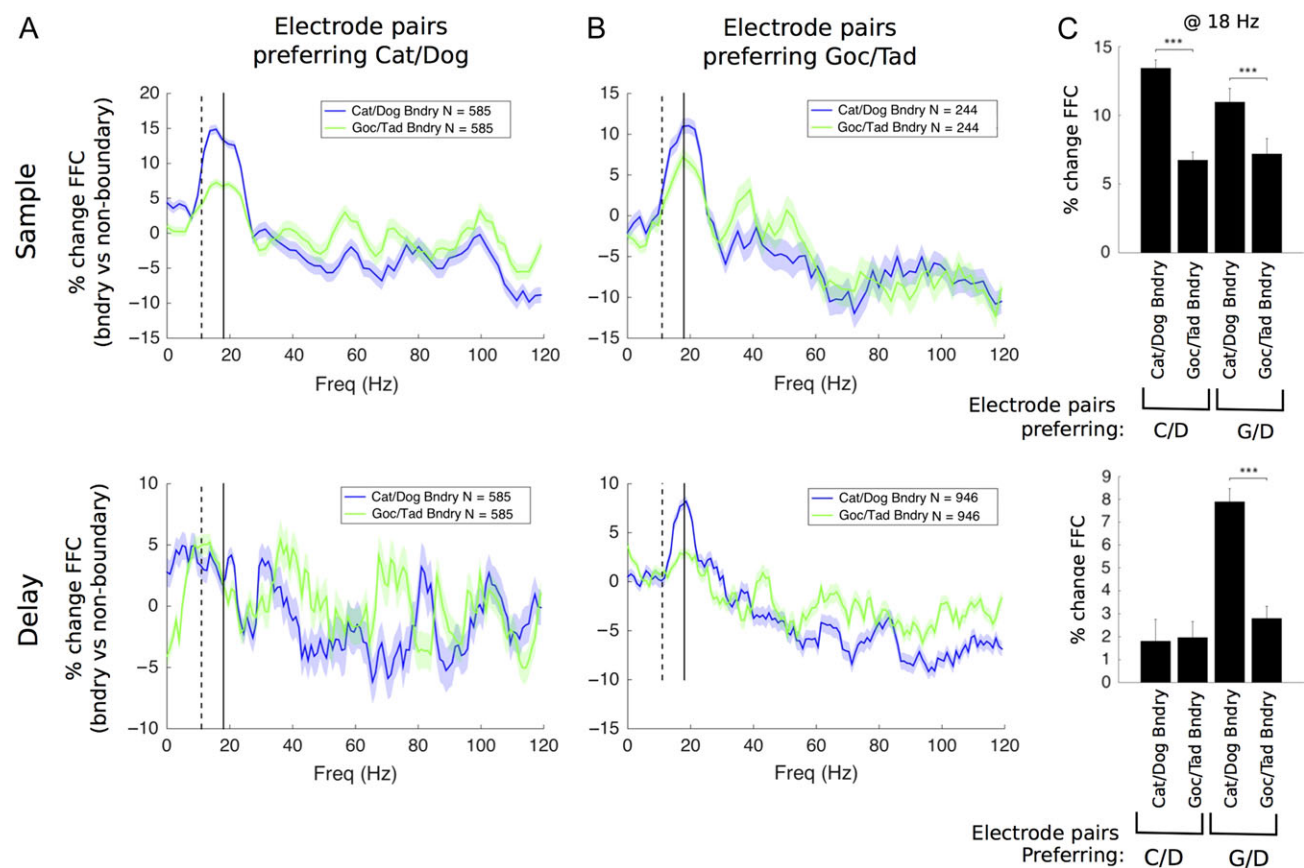 A
Electrode pairs
preferring Cat/Dog
B
Electrode pairs
preferring Goc/Tad
C
@ 18 Hz
Sample
% change FFC
(bndry vs non-boundary)
20
15
10
5
0
−5
−10
−15
Cat/Dog Bndry N = 585
Goc/Tad Bndry N = 585
0 20 40 60 80 100 120
Freq (Hz)
15
10
5
0
−5
−10
−15
Cat/Dog Bndry N = 244
Goc/Tad Bndry N = 244
0 20 40 60 80 100 120
Freq (Hz)
% change FFC
15
10
5
0
*** ***
Cat/Dog Bndry
Goc/Tad Bndry
Cat/Dog Bndry
Goc/Tad Bndry
Electrode pairs
preferring: C/D G/D
Delay
% change FFC
(bndry vs non-boundary)
10
5
0
−5
−10
Cat/Dog Bndry N = 585
Goc/Tad Bndry N = 585
0 20 40 60 80 100 120
Freq (Hz)
10
5
0
−5
−10
−15
Cat/Dog Bndry N = 946
Goc/Tad Bndry N = 946
0 20 40 60 80 100 120
Freq (Hz)
% change FFC
9
8
7
6
5
4
3
2
1
0
***
Cat/Dog Bndry
Goc/Tad Bndry
Cat/Dog Bndry
Goc/Tad Bndry
Electrode pairs
Preferring: C/D G/D